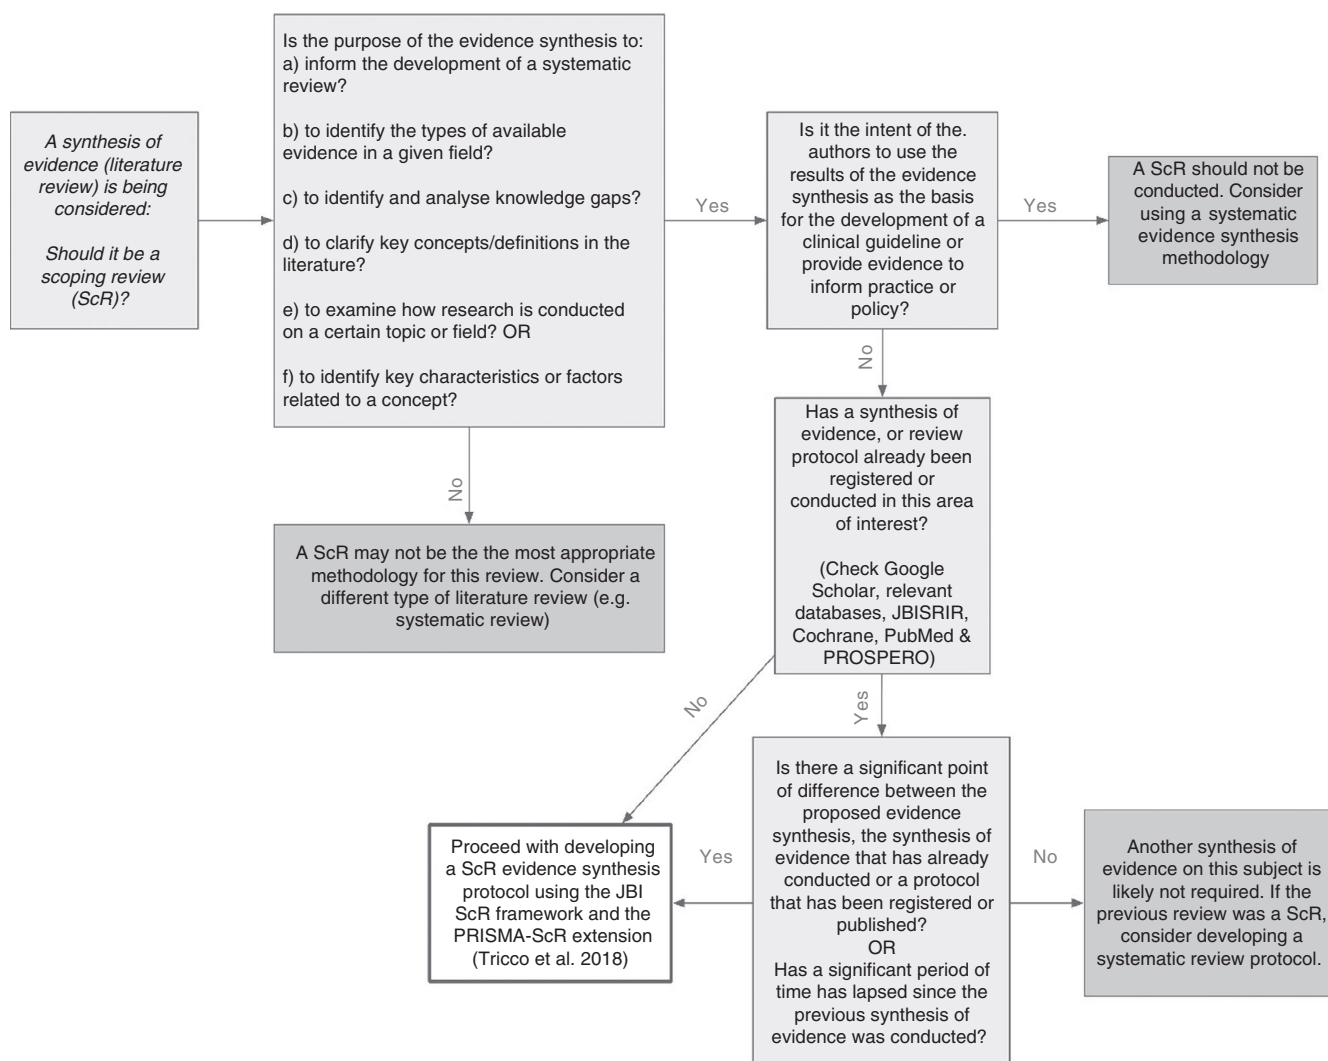 A synthesis of
evidence (literature
review) is being
considered:
Should it be a
scoping review
(ScR)?
Is the purpose of the evidence synthesis to:
a) inform the development of a systematic
review?
b) to identify the types of available
evidence in a given field?
c) to identify and analyse knowledge gaps?
d) to clarify key concepts/definitions in the
literature?
e) to examine how research is conducted
on a certain topic or field? OR
f) to identify key characteristics or factors
related to a concept?
Yes
Is it the intent of the.
authors to use the
results of the evidence
synthesis as the basis
for the development of a
clinical guideline or
provide evidence to
inform practice or
policy?
Yes
A ScR should not be
conducted. Consider
using a systematic
evidence synthesis
methodology
No
A ScR may not be the the most appropriate
methodology for this review. Consider a
different type of literature review (e.g.
systematic review)
No
Has a synthesis of
evidence, or review
protocol already been
registered or
conducted in this area
of interest?
(Check Google
Scholar, relevant
databases, JBISRIR,
Cochrane, PubMed &
PROSPERO)
No
Yes
Is there a significant point
of difference between the
proposed evidence
synthesis, the synthesis of
evidence that has already
conducted or a protocol
that has been registered or
published?
OR
Has a significant period of
time has lapsed since the
previous synthesis of
evidence was conducted?
Yes
Proceed with developing
a ScR evidence synthesis
protocol using the JBI
ScR framework and the
PRISMA-ScR extension
(Tricco et al. 2018)
No
Another synthesis of
evidence on this subject is
likely not required. If the
previous review was a ScR,
consider developing a
systematic review protocol.